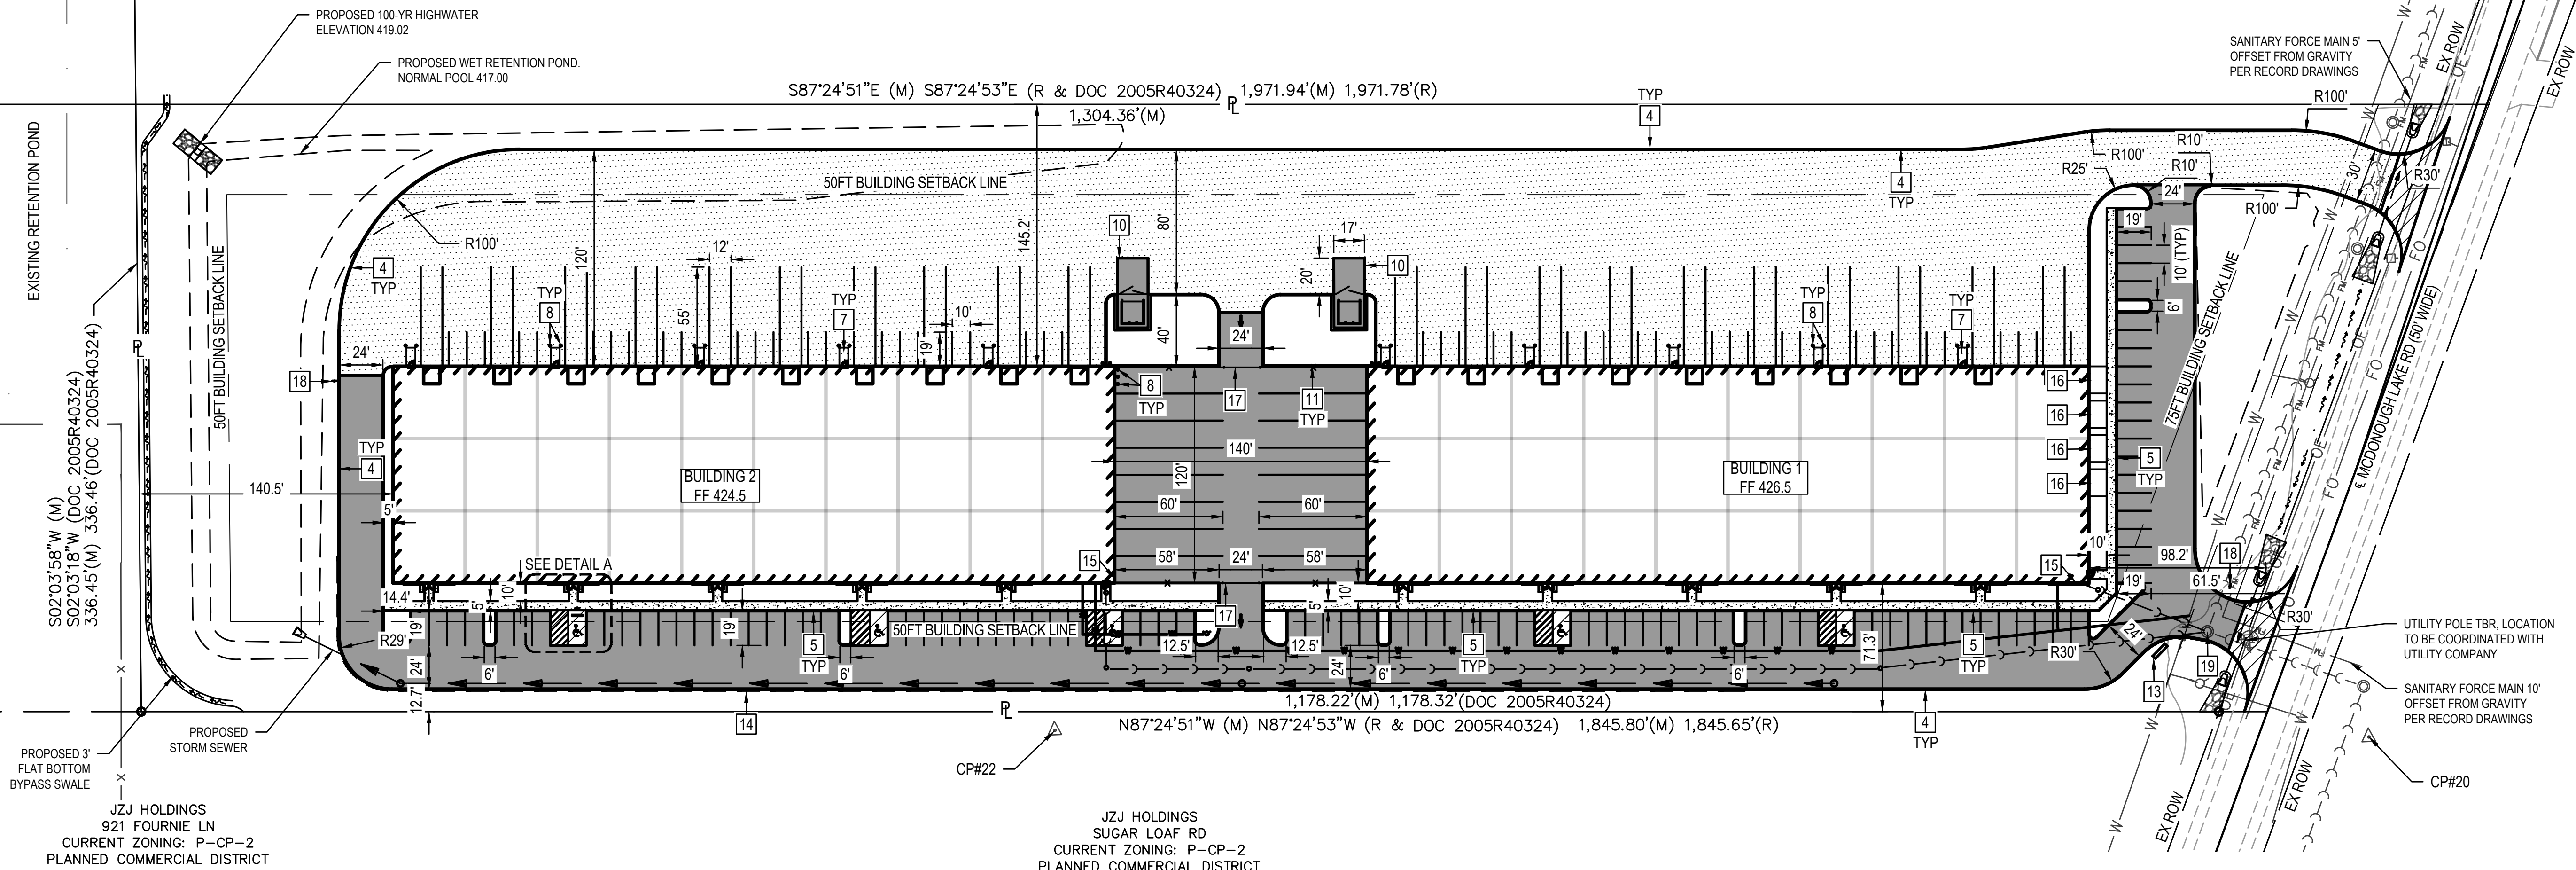 PROPOSED 100-YR HIGHWATER
ELEVATION 419.02
PROPOSED WET RETENTION POND.
NORMAL POOL 417.00
S87°24'51"E (M) S87°24'53"E (R & DOC 2005R40324) 1,971.94'(M) 1,971.78'(R)
PL
1,304.36'(M)
TYP
4
SANITARY FORCE MAIN 5'
OFFSET FROM GRAVITY
PER RECORD DRAWINGS
EX ROW
OE
EX ROW
W
FM
R100'
R100'
R10'
R10'
R25'
24'
R100'
30'
R30'
EXISTING RETENTION POND
50FT BUILDING SETBACK LINE
50FT BUILDING SETBACK LINE
4
TYP
R100'
4
TYP
120'
12'
55'
TYP
8
TYP
7
10'
19'
145.2'
80'
10
17'
20'
10
40'
24'
TYP
8
TYP
7
19'
10' (TYP)
6'
75FT BUILDING SETBACK LINE
℄ MCDONOUGH LAKE RD (50' WIDE)
FO
OE
W
FM
PL
S02°03'58"W (M)
S02°03'18"W (DOC 2005R40324)
336.45'(M) 336.46'(DOC 2005R40324)
24'
18
TYP
4
140.5'
5'
BUILDING 2
FF 424.5
8
TYP
17
11
TYP
140'
120'
60'
60'
58'
24'
58'
BUILDING 1
FF 426.5
16
16
16
16
5
TYP
10'
98.2'
18
19'
61.5'
SEE DETAIL A
15
15
14.4'
5'
10'
R29'
19'
24'
12.7'
6'
19'
5
TYP
6'
50FT BUILDING SETBACK LINE
12.5'
17
12.5'
5'
10'
24'
6'
5
TYP
6'
5
TYP
71.3'
R30'
24'
R30'
13
19
UTILITY POLE TBR, LOCATION
TO BE COORDINATED WITH
UTILITY COMPANY
SANITARY FORCE MAIN 10'
OFFSET FROM GRAVITY
PER RECORD DRAWINGS
PROPOSED
STORM SEWER
PROPOSED 3'
FLAT BOTTOM
BYPASS SWALE
14
PL
1,178.22'(M) 1,178.32'(DOC 2005R40324)
N87°24'51"W (M) N87°24'53"W (R & DOC 2005R40324) 1,845.80'(M) 1,845.65'(R)
4
TYP
CP#22
CP#20
EX ROW
EX ROW
W
JZJ HOLDINGS
921 FOURNIE LN
CURRENT ZONING: P-CP-2
PLANNED COMMERCIAL DISTRICT
JZJ HOLDINGS
SUGAR LOAF RD
CURRENT ZONING: P-CP-2
PLANNED COMMERCIAL DISTRICT